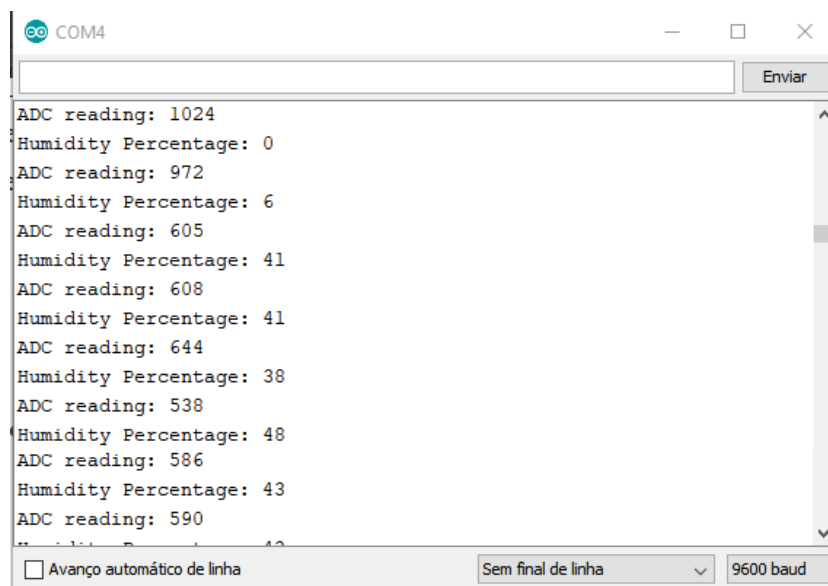 COM4
Enviar
ADC reading: 1024
Humidity Percentage: 0
ADC reading: 972
Humidity Percentage: 6
ADC reading: 605
Humidity Percentage: 41
ADC reading: 608
Humidity Percentage: 41
ADC reading: 644
Humidity Percentage: 38
ADC reading: 538
Humidity Percentage: 48
ADC reading: 586
Humidity Percentage: 43
ADC reading: 590
Avanço automático de linha Sem final de linha 9600 baud